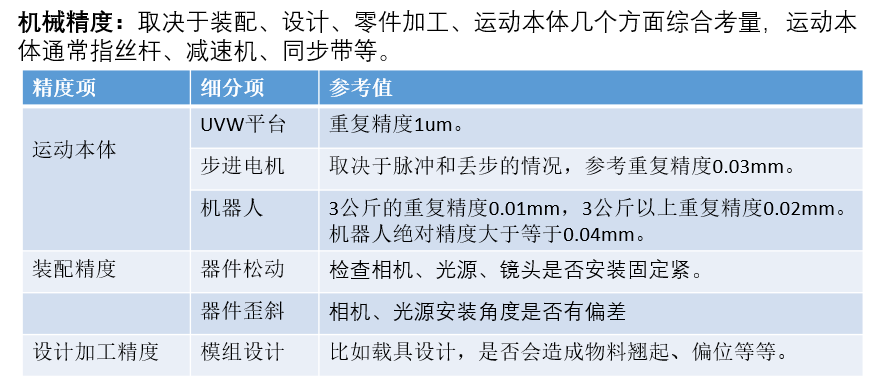 机械精度：取决于装配、设计、零件加工、运动本体几个方面综合考量，运动本
体通常指丝杆、减速机、同步带等。
精度项 细分项 参考值
运动本体 UVW平台 重复精度1um。
步进电机 取决于脉冲和丢步的情况，参考重复精度0.03mm。
机器人 3公斤的重复精度0.01mm，3公斤以上重复精度0.02mm。
机器人绝对精度大于等于0.04mm。
装配精度 器件松动 检查相机、光源、镜头是否安装固定紧。
器件歪斜 相机、光源安装角度是否有偏差
设计加工精度 模组设计 比如载具设计，是否会造成物料翘起、偏位等等。